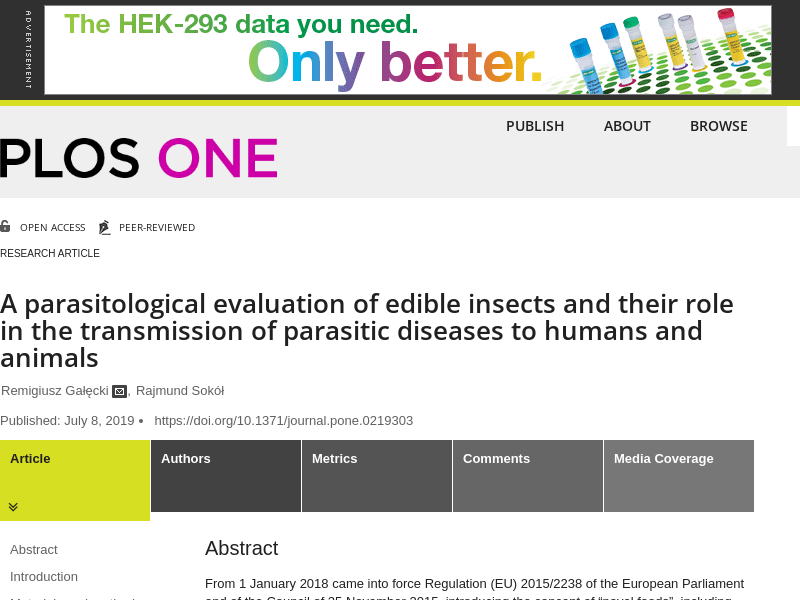 ADVERTISEMENT
The HEK-293 data you need.
Only better.
PUBLISH ABOUT BROWSE
PLOS ONE
OPEN ACCESS PEER-REVIEWED
RESEARCH ARTICLE
A parasitological evaluation of edible insects and their role
in the transmission of parasitic diseases to humans and
animals
Remigiusz Gałęcki , Rajmund Sokół
Published: July 8, 2019 • https://doi.org/10.1371/journal.pone.0219303
Article Authors Metrics Comments Media Coverage
Abstract
Introduction
Abstract
From 1 January 2018 came into force Regulation (EU) 2015/2238 of the European Parliament
and of the Council of 25 November 2015, introducing the concept of “novel foods”, including